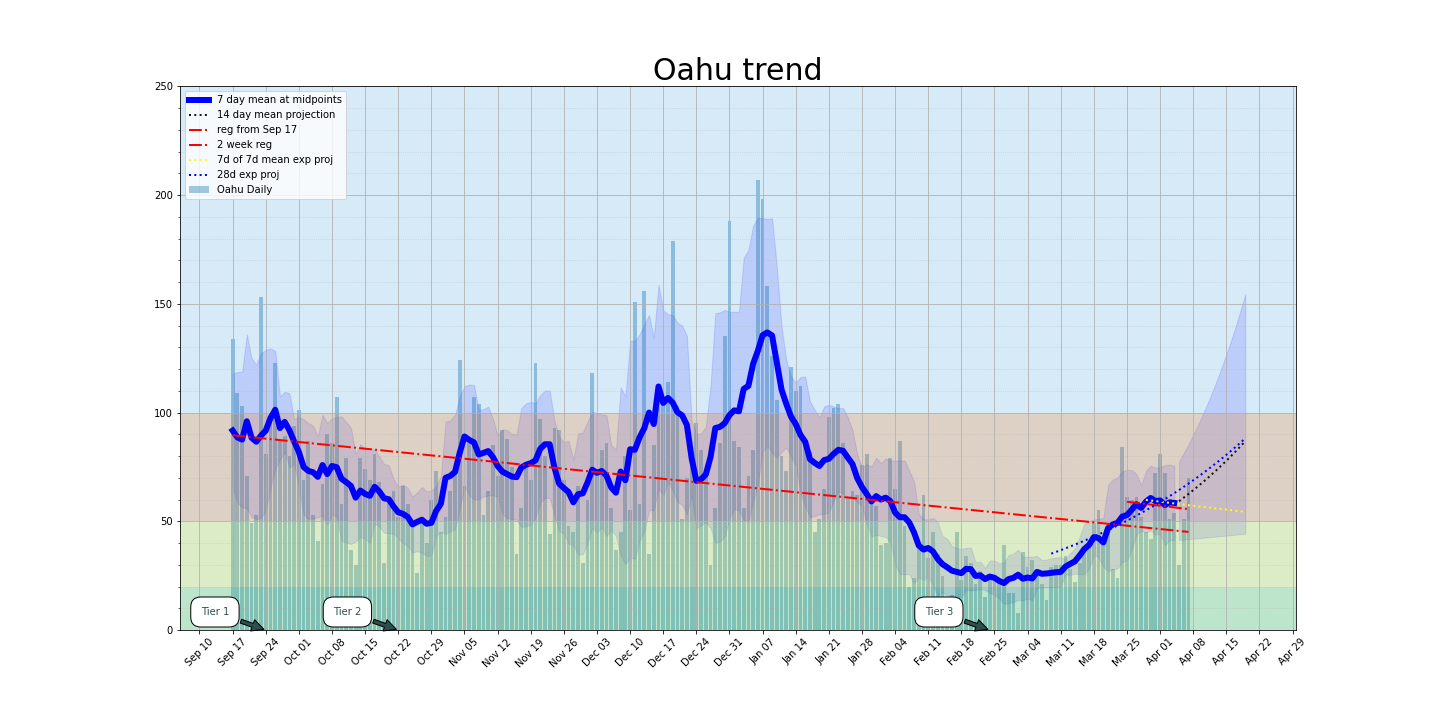 Oahu trend
250
200
150
100
50
0
7 day mean at midpoints
14 day mean projection
reg from Sep 17
2 week reg
7d of 7d mean exp proj
28d exp proj
Oahu Daily
Tier 1
Tier 2
Tier 3
Sep 10
Sep 17
Sep 24
Oct 01
Oct 08
Oct 15
Oct 22
Oct 29
Nov 05
Nov 12
Nov 19
Nov 26
Dec 03
Dec 10
Dec 17
Dec 24
Dec 31
Jan 07
Jan 14
Jan 21
Jan 28
Feb 04
Feb 11
Feb 18
Feb 25
Mar 04
Mar 11
Mar 18
Mar 25
Apr 01
Apr 08
Apr 15
Apr 22
Apr 29